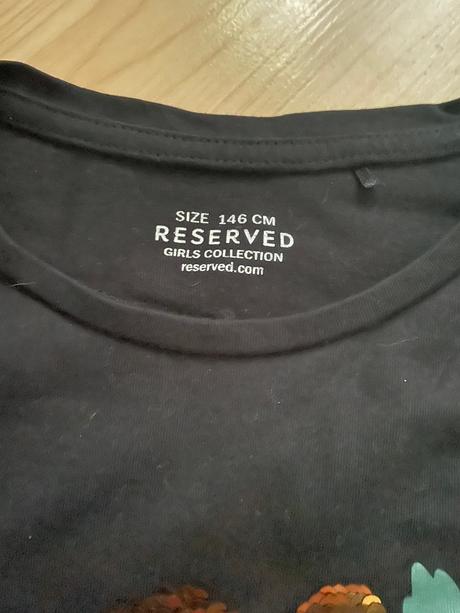 SIZE 146 CM
RESERVED
GIRLS COLLECTION
reserved.com